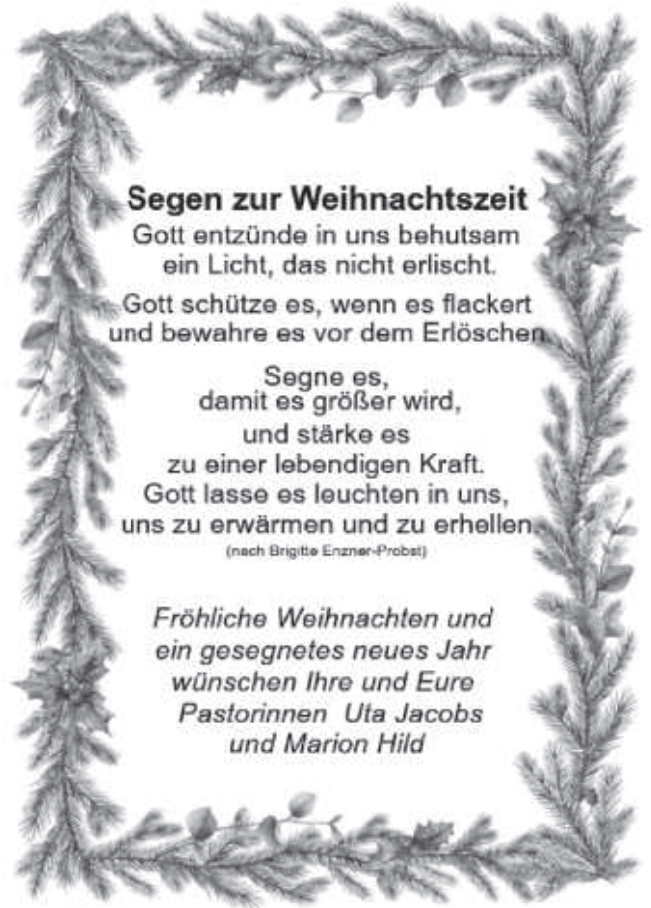 Segen zur Weihnachtszeit
Gott entzünde in uns behutsam
ein Licht, das nicht erlischt.
Gott schütze es, wenn es flackert
und bewahre es vor dem Erlöschen
Segne es,
damit es größer wird,
und stärke es
zu einer lebendigen Kraft.
Gott lasse es leuchten in uns,
uns zu erwärmen und zu erhellen.
(nach Brigitte Enzner-Probst)
Fröhliche Weihnachten und
ein gesegnetes neues Jahr
wünschen Ihre und Eure
Pastorinnen Uta Jacobs
und Marion Hild